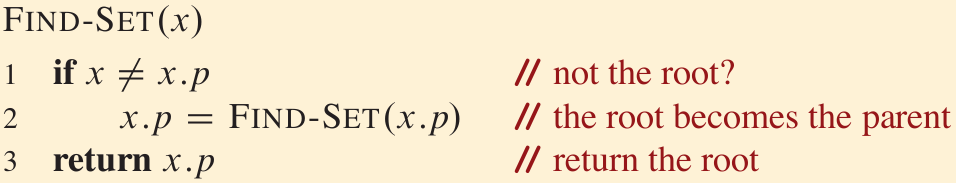 FIND-SET(x)
1 if x ≠ x.p // not the root?
2 x.p = FIND-SET(x.p) // the root becomes the parent
3 return x.p // return the root